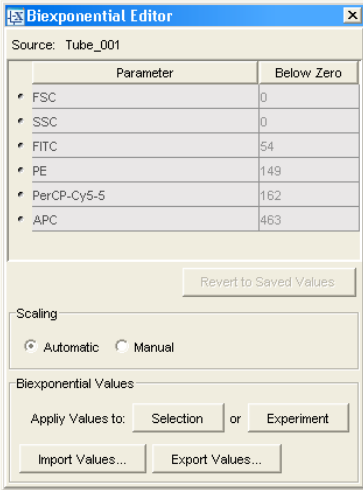 Biexponential Editor
Source: Tube_001
Parameter Below Zero
FSC 0
SSC 0
FITC 54
PE 149
PerCP-Cy5-5 162
APC 463
Revert to Saved Values
Scaling
Automatic Manual
Biexponential Values
Appliy Values to: Selection or Experiment
Import Values... Export Values...